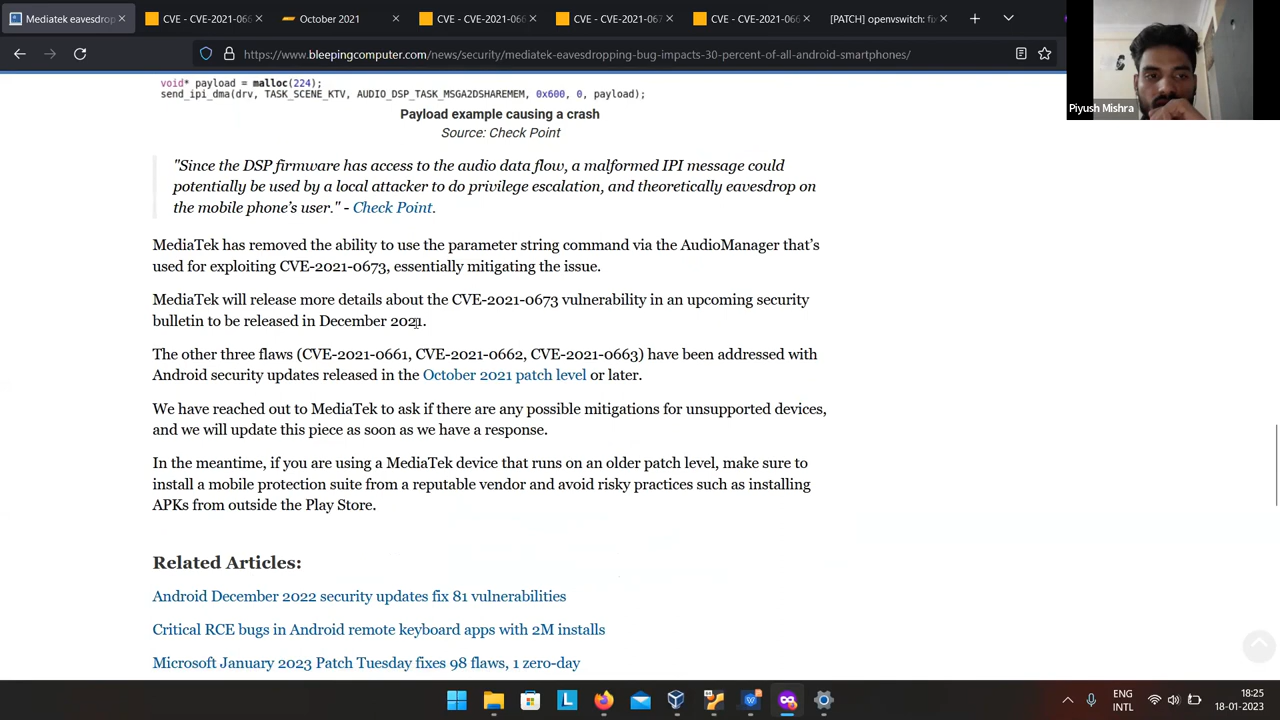 Mediatek eavesdrop
CVE - CVE-2021-066
October 2021
CVE - CVE-2021-066
CVE - CVE-2021-067
CVE - CVE-2021-066
[PATCH] openvswitch: fi
https://www.bleepingcomputer.com/news/security/mediatek-eavesdropping-bug-impacts-30-percent-of-all-android-smartphones/
Piyush Mishra
void* payload = malloc(224);
send_ipi_dma(drv, TASK_SCENE_KTV, AUDIO_DSP_TASK_MSGA2DSHAREMEM, 0x600, 0, payload);
Payload example causing a crash
Source: Check Point
"Since the DSP firmware has access to the audio data flow, a malformed IPI message could
potentially be used by a local attacker to do privilege escalation, and theoretically eavesdrop on
the mobile phone's user." - Check Point.
MediaTek has removed the ability to use the parameter string command via the AudioManager that's
used for exploiting CVE-2021-0673, essentially mitigating the issue.
MediaTek will release more details about the CVE-2021-0673 vulnerability in an upcoming security
bulletin to be released in December 2021.
The other three flaws (CVE-2021-0661, CVE-2021-0662, CVE-2021-0663) have been addressed with
Android security updates released in the October 2021 patch level or later.
We have reached out to MediaTek to ask if there are any possible mitigations for unsupported devices,
and we will update this piece as soon as we have a response.
In the meantime, if you are using a MediaTek device that runs on an older patch level, make sure to
install a mobile protection suite from a reputable vendor and avoid risky practices such as installing
APKs from outside the Play Store.
Related Articles:
Android December 2022 security updates fix 81 vulnerabilities
Critical RCE bugs in Android remote keyboard apps with 2M installs
Microsoft January 2023 Patch Tuesday fixes 98 flaws, 1 zero-day
ENG
INTL
18:25
18-01-2023